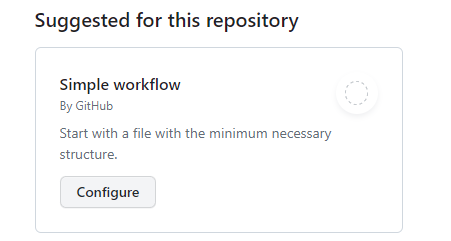 Suggested for this repository
Simple workflow
By GitHub
Start with a file with the minimum necessary
structure.
Configure